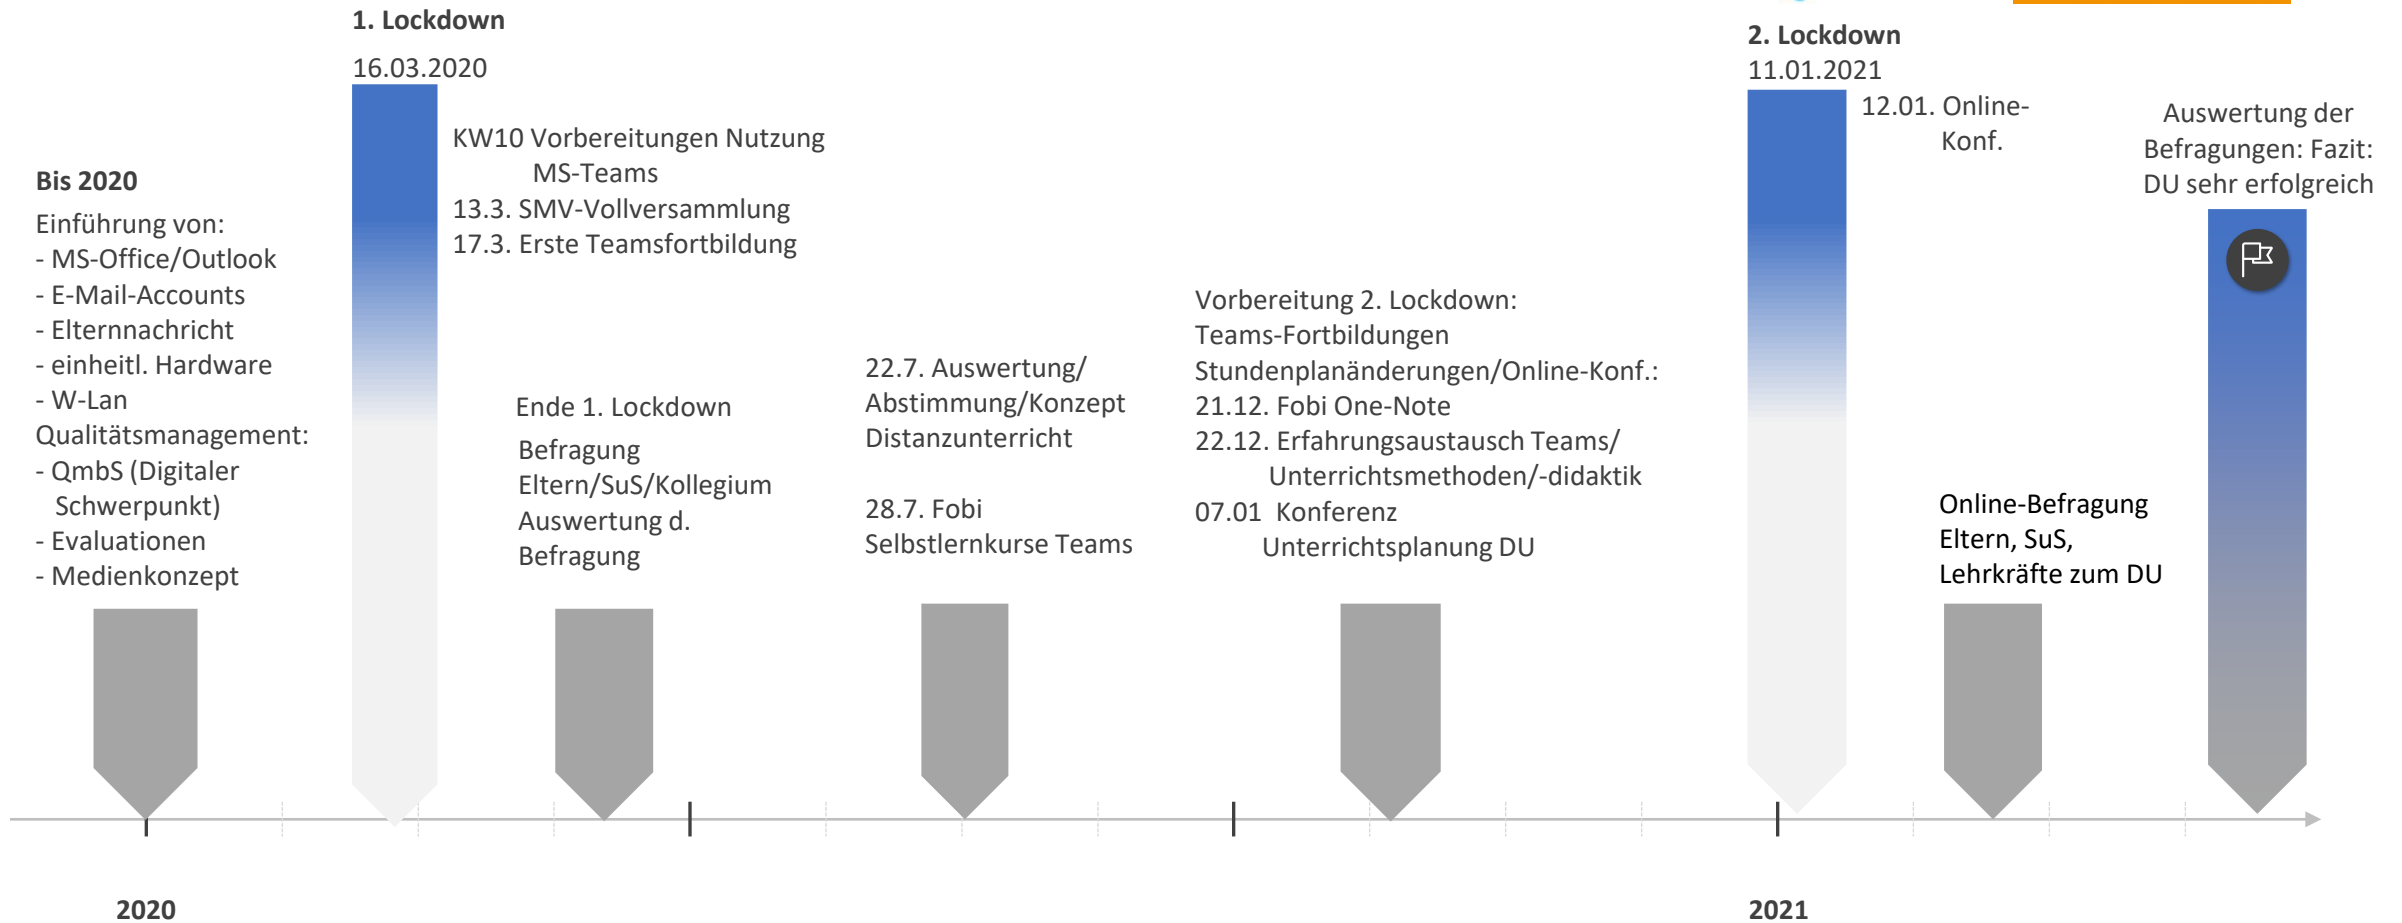 Bis 2020
Einführung von:
- MS-Office/Outlook
- E-Mail-Accounts
- Elternnachricht
- einheitl. Hardware
- W-Lan
Qualitätsmanagement:
- QmbS (Digitaler
Schwerpunkt)
- Evaluationen
- Medienkonzept
1. Lockdown
16.03.2020
KW10 Vorbereitungen Nutzung
MS-Teams
13.3. SMV-Vollversammlung
17.3. Erste Teamsfortbildung
Ende 1. Lockdown
Befragung
Eltern/SuS/Kollegium
Auswertung d.
Befragung
22.7. Auswertung/
Abstimmung/Konzept
Distanzunterricht
28.7. Fobi
Selbstlernkurse Teams
Vorbereitung 2. Lockdown:
Teams-Fortbildungen
Stundenplanänderungen/Online-Konf.:
21.12. Fobi One-Note
22.12. Erfahrungsaustausch Teams/
Unterrichtsmethoden/-didaktik
07.01 Konferenz
Unterrichtsplanung DU
2. Lockdown
11.01.2021
12.01. Online-
Konf.
Online-Befragung
Eltern, SuS,
Lehrkräfte zum DU
Auswertung der
Befragungen: Fazit:
DU sehr erfolgreich
2020
2021